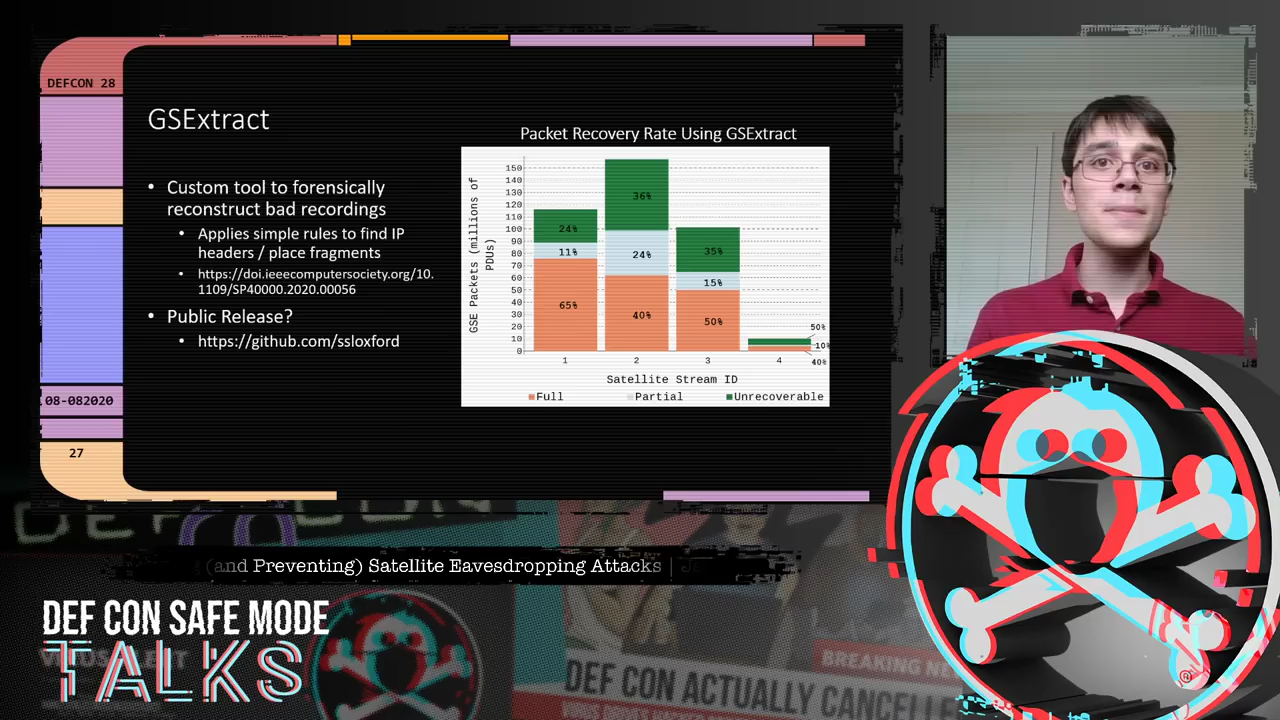 DEFCON 28
GSExtract
• Custom tool to forensically
reconstruct bad recordings
• Applies simple rules to find IP
headers / place fragments
• https://doi.ieeecomputersociety.org/10.
1109/SP40000.2020.00056
• Public Release?
• https://github.com/ssloxford
08-082020
27
Packet Recovery Rate Using GSExtract
GSE Packets (millions of
PDUs)
150
140
130
120
110
100
90
80
70
60
50
40
30
20
10
0
24%
11%
65%
36%
24%
40%
35%
15%
50%
50%
10%
40%
1 2 3 4
Satellite Stream ID
Full Partial Unrecoverable
DEF CON
(and Preventing) Satellite Eavesdropping Attacks |
DEF CON SAFE MODE
TALKS
BREAKING NE
DEF CON ACTUALLY CANCELLE